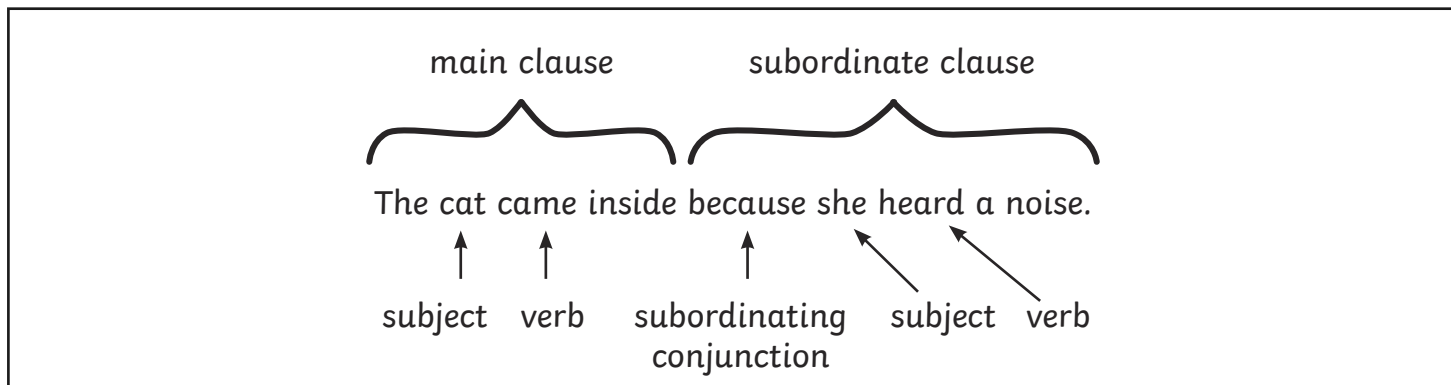 main clause subordinate clause
The cat came inside because she heard a noise.
subject verb subordinating subject verb
conjunction